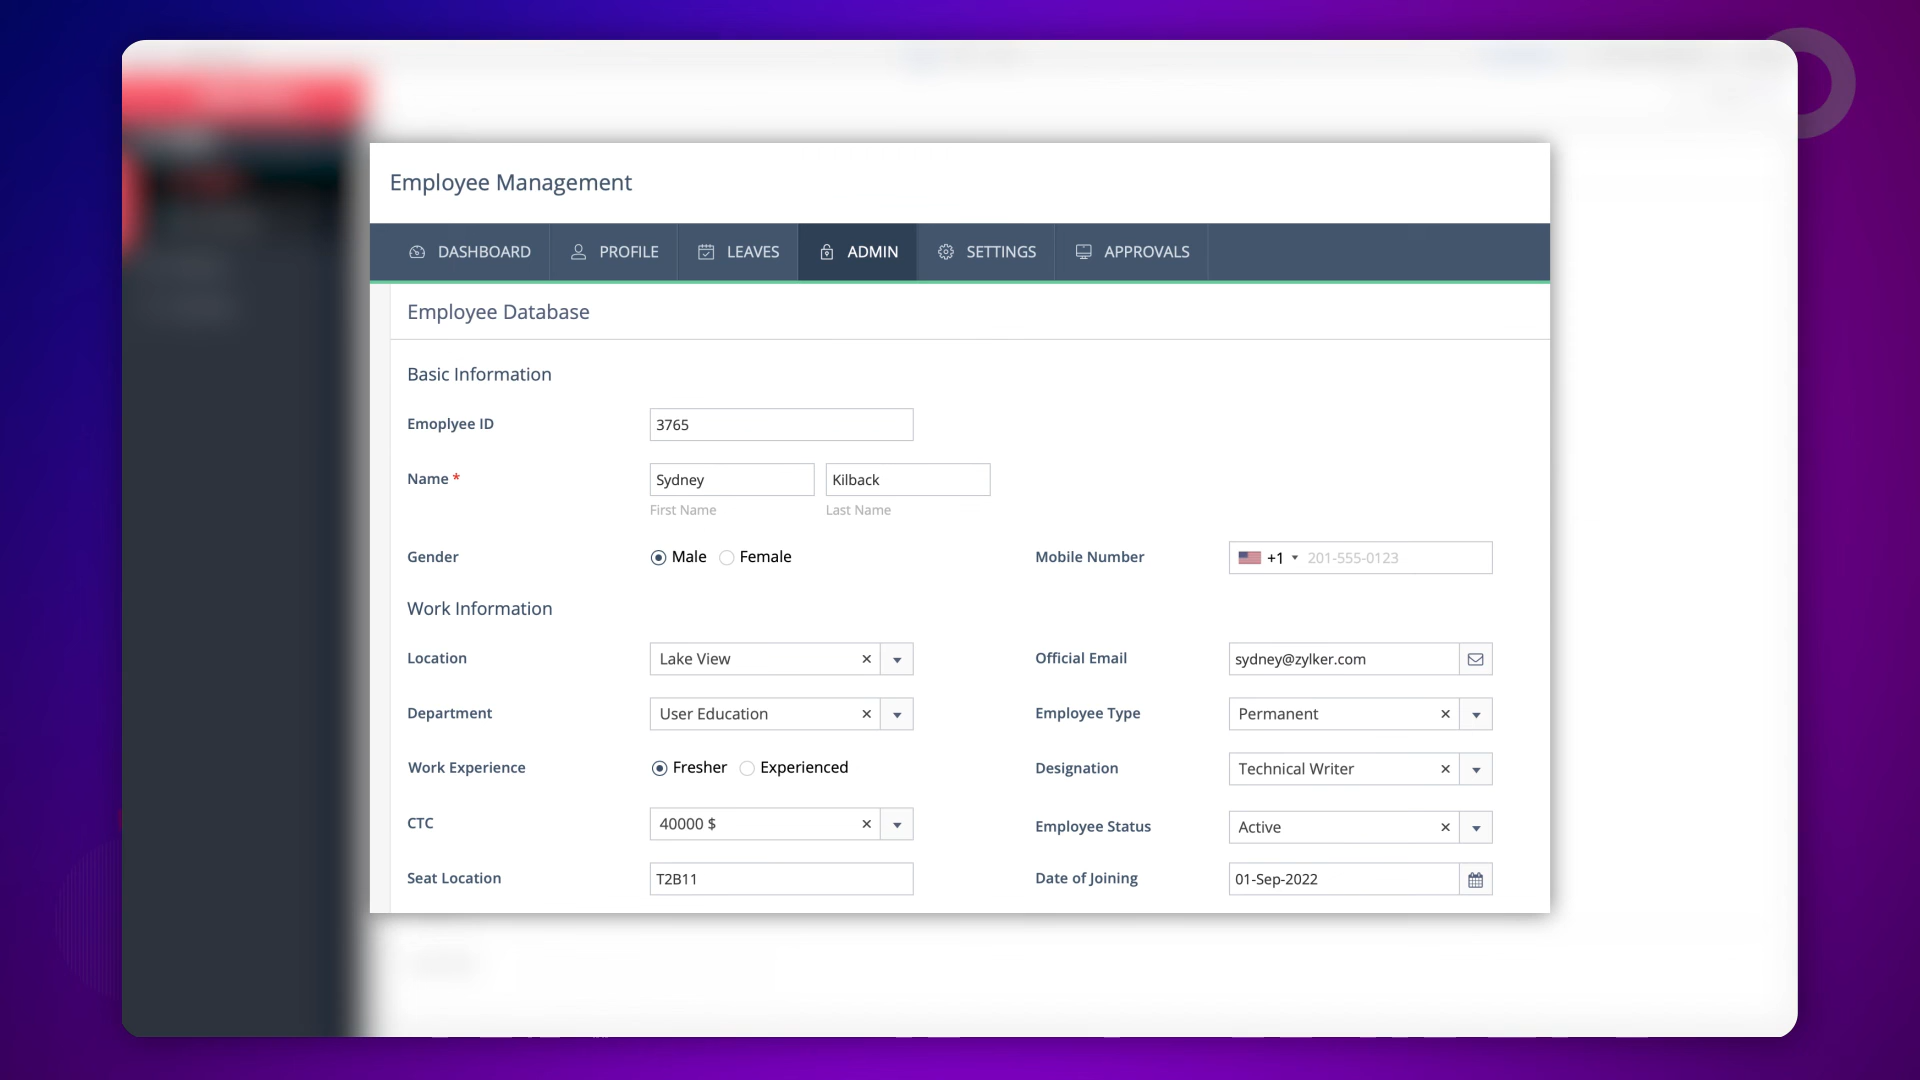 Employee Management
DASHBOARD PROFILE LEAVES ADMIN SETTINGS APPROVALS
Employee Database
Basic Information
Emoplyee ID 3765
Name * Sydney Kilback
First Name Last Name
Gender Male Female Mobile Number +1 201-555-0123
Work Information
Location Lake View × Official Email sydney@zylker.com
Department User Education × Employee Type Permanent ×
Work Experience Fresher Experienced Designation Technical Writer ×
CTC 40000 $ × Employee Status Active ×
Seat Location T2B11 Date of Joining 01-Sep-2022